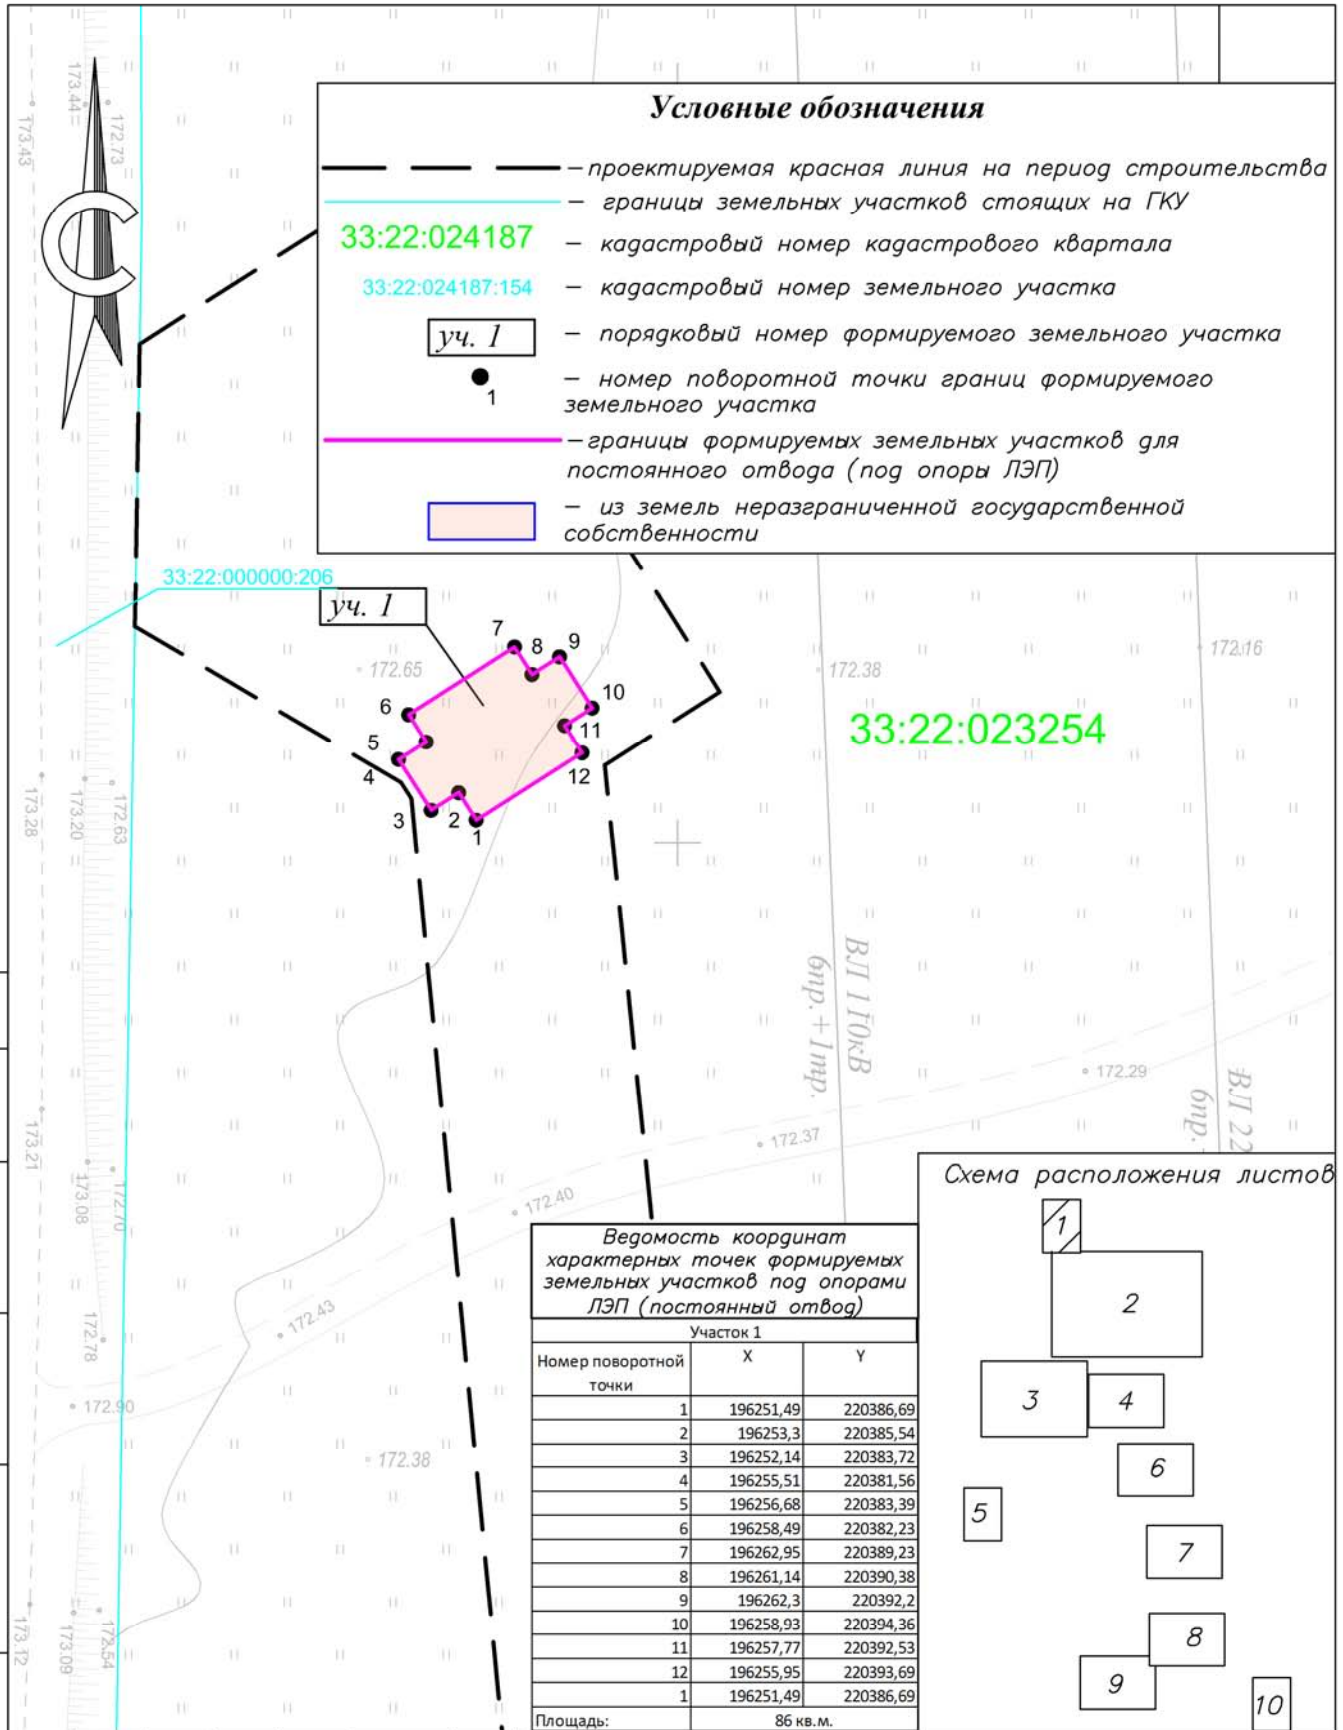 Условные обозначения
– проектируемая красная линия на период строительства
– границы земельных участков стоящих на ГКУ
33:22:024187 – кадастровый номер кадастрового квартала
33:22:024187:154 – кадастровый номер земельного участка
уч. 1 – порядковый номер формируемого земельного участка
1 – номер поворотной точки границ формируемого
земельного участка
– границы формируемых земельных участков для
постоянного отвода (под опоры ЛЭП)
– из земель неразграниченной государственной
собственности
С
173.44
172.73
173.43
33:22:000000:206
уч. 1
7
8
9
10
11
12
6
5
4
3
2
1
172.65
172.38
172.16
33:22:023254
173.28
173.20
172.63
ВЛ 110кВ
6пр.+1тр.
ВЛ 22
6пр.
172.29
172.37
172.40
172.43
173.21
173.08
172.70
172.78
172.90
172.38
173.12
173.09
172.54
Ведомость координат
характерных точек формируемых
земельных участков под опорами
ЛЭП (постоянный отвод)
Участок 1
Номер поворотной точки X Y
1 196251,49 220386,69
2 196253,3 220385,54
3 196252,14 220383,72
4 196255,51 220381,56
5 196256,68 220383,39
6 196258,49 220382,23
7 196262,95 220389,23
8 196261,14 220390,38
9 196262,3 220392,2
10 196258,93 220394,36
11 196257,77 220392,53
12 196255,95 220393,69
1 196251,49 220386,69
Площадь: 86 кв.м.
Схема расположения листов
1
2
3
4
6
5
7
8
9
10